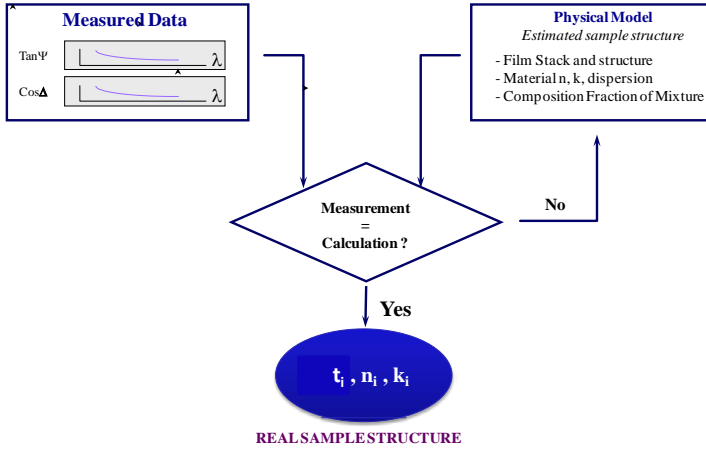 Measured Data
TanΨ
λ
CosΔ
λ
Physical Model
Estimated sample structure
- Film Stack and structure
- Material n, k, dispersion
- Composition Fraction of Mixture
Measurement
=
Calculation ?
No
Yes
tᵢ , nᵢ , kᵢ
REAL SAMPLE STRUCTURE